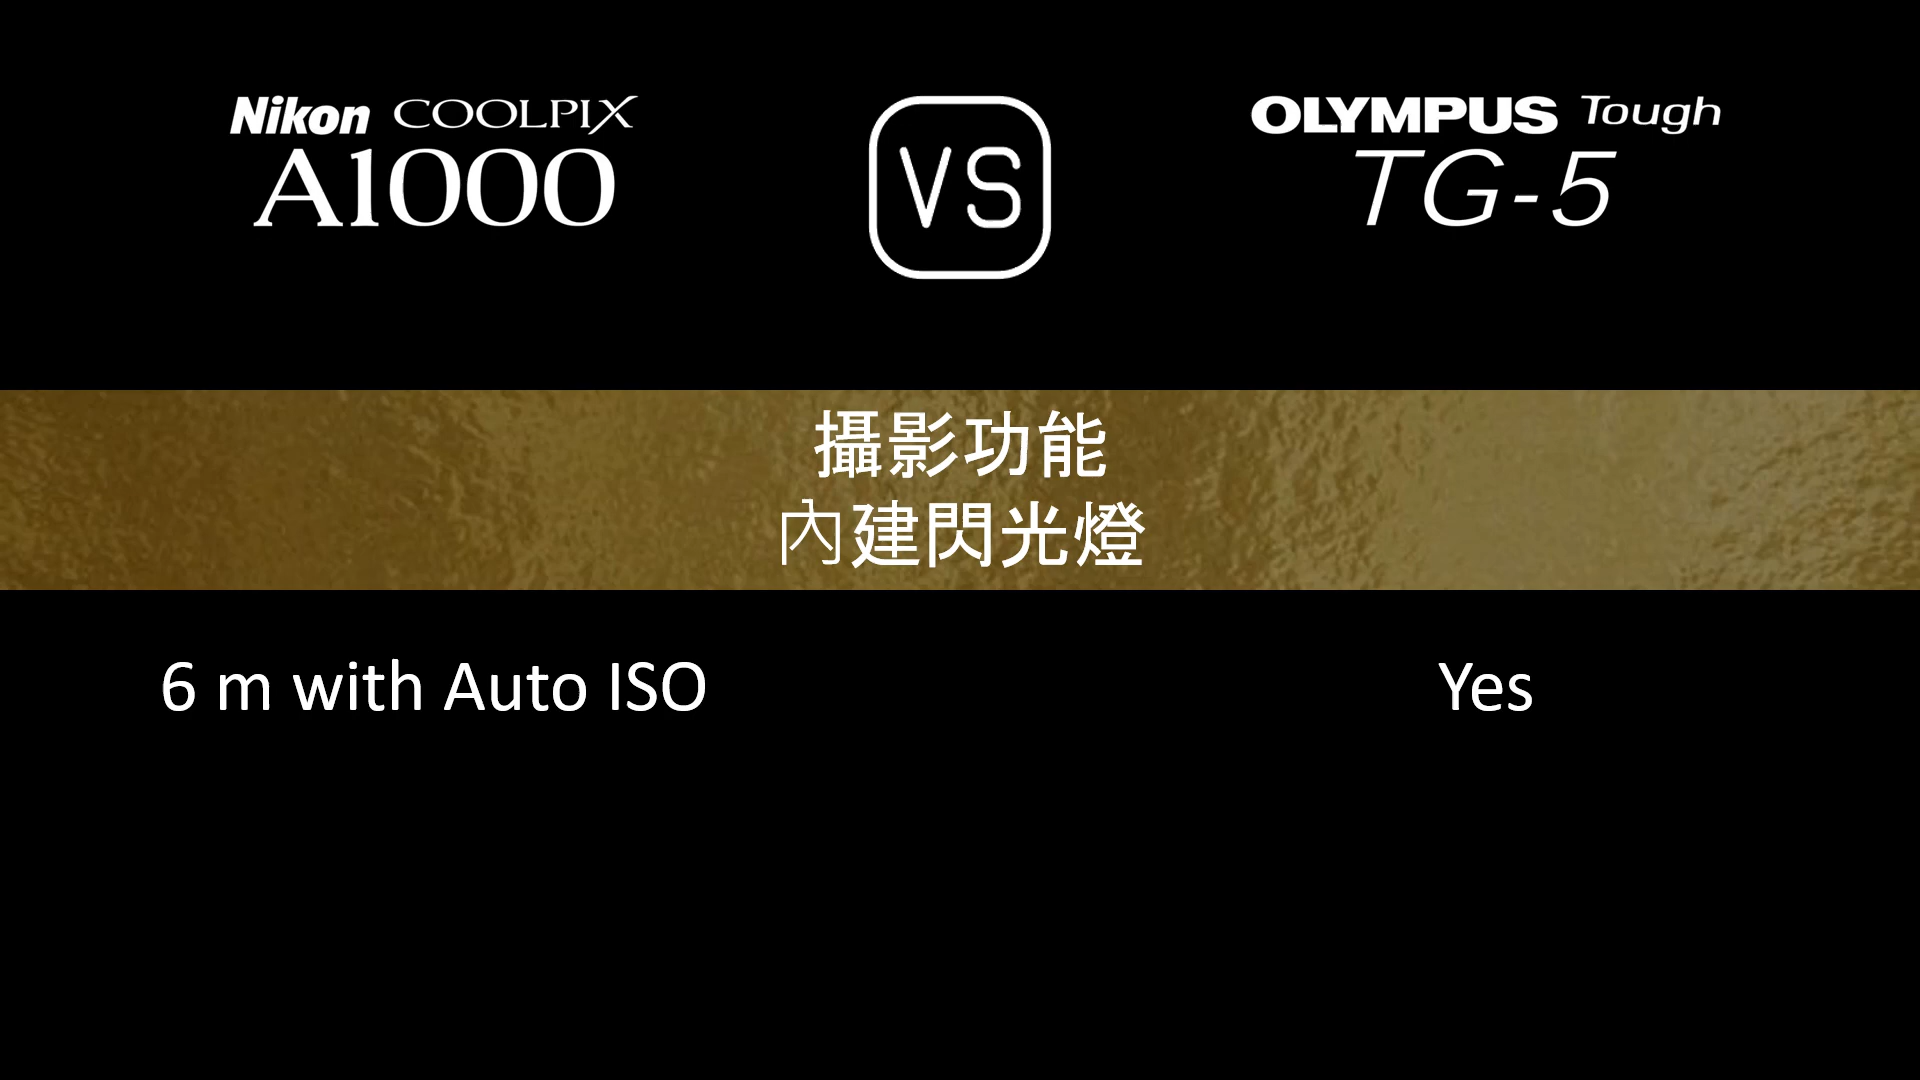 Nikon COOLPIX
A1000
VS
OLYMPUS Tough
TG-5
攝影功能
內建閃光燈
6 m with Auto ISO
Yes